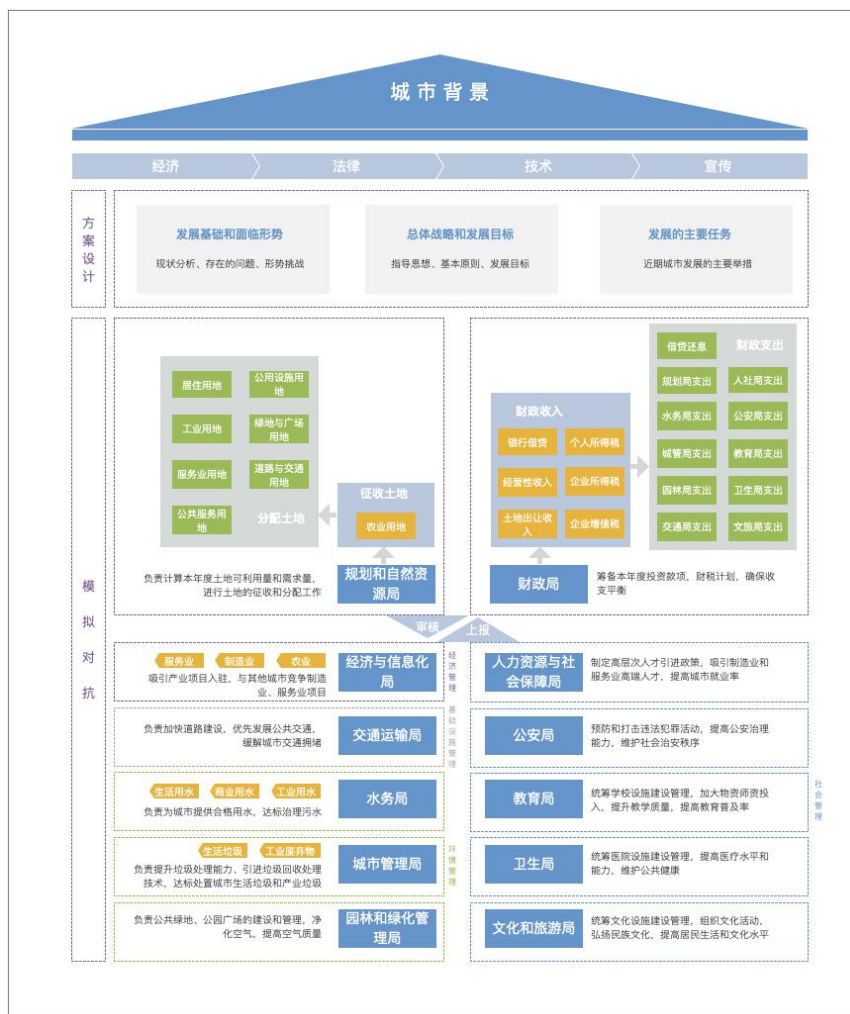 城市背景
经济
法律
技术
宣传
方案设计
发展基础和面临形势
现状分析、存在的问题、形势挑战
总体战略和发展目标
指导思想、基本原则、发展目标
发展的主要任务
近期城市发展的主要举措
模拟对抗
居住用地
公用设施用
地
工业用地
绿地与广场
用地
服务业用地
道路与交通
用地
公共服务用
地
分配土地
征收土地
农业用地
负责计算本年度土地可利用量和需求量,
进行土地的征收和分配工作
规划和自然资
源局
财政收入
银行借贷
个人所得税
经营性收入
企业所得税
土地出让收
入
企业增值税
借贷还息
财政支出
规划局支出
人社局支出
水务局支出
公安局支出
城管局支出
教育局支出
园林局支出
卫生局支出
交通局支出
文旅局支出
财政局
筹备本年度投资款项,财税计划,确保收
支平衡
审核
上报
服务业
制造业
农业
吸引产业项目入驻,与其他城市竞争制造
业、服务业项目
经济与信息化
局
经济管理
负责加快道路建设,优先发展公共交通,
缓解城市交通拥堵
交通运输局
基础设施管理
生活用水
商业用水
工业用水
负责为城市提供合格用水,达标治理污水
水务局
生活垃圾
工业废弃物
负责提升垃圾处理能力、引进垃圾回收处理
技术,达标处置城市生活垃圾和产业垃圾
城市管理局
环境管理
负责公共绿地、公园广场的建设和管理,净
化空气,提高空气质量
园林和绿化管
理局
人力资源与社
会保障局
制定高层次人才引进政策,吸引制造业和
服务业高端人才,提高城市就业率
公安局
预防和打击违法犯罪活动,提高公安治理
能力,维护社会治安秩序
教育局
统筹学校设施建设管理,加大物资师资投
入,提升教学质量,提高教育普及率
社会管理
卫生局
统筹医院设施建设管理,提高医疗水平和
能力,维护公共健康
文化和旅游局
统筹文化设施建设管理,组织文化活动,
弘扬民族文化,提高居民生活和文化水平